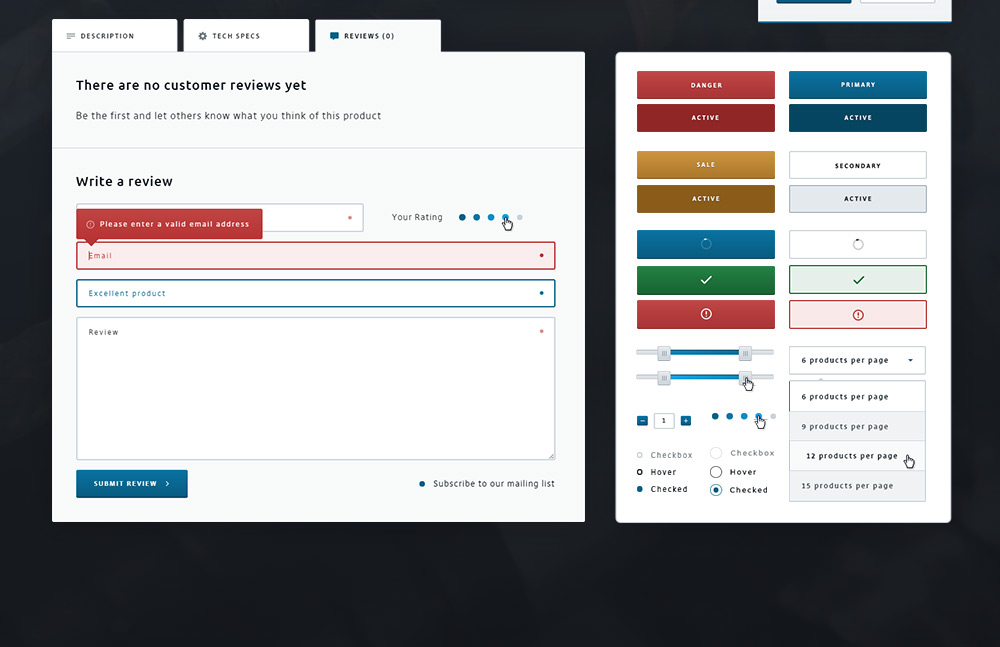 DESCRIPTION
TECH SPECS
REVIEWS (0)
There are no customer reviews yet
Be the first and let others know what you think of this product
Write a review
Please enter a valid email address
Your Rating
Email
Excellent product
Review
SUBMIT REVIEW
Subscribe to our mailing list
DANGER
PRIMARY
ACTIVE
ACTIVE
SALE
SECONDARY
ACTIVE
ACTIVE
6 products per page
6 products per page
9 products per page
12 products per page
15 products per page
1
Checkbox
Checkbox
Hover
Hover
Checked
Checked